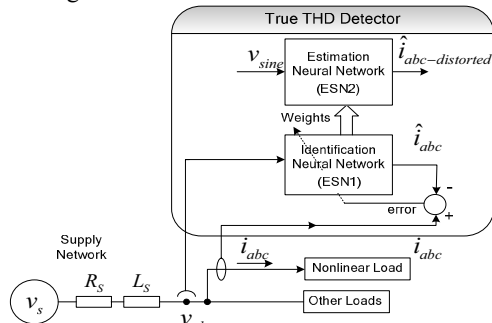 True THD Detector
v_sine
Estimation
Neural Network
(ESN2)
î_abc-distorted
Weights
Identification
Neural Network
(ESN1)
î_abc
-
error
+
i_abc
i_abc
Supply
Network
Nonlinear Load
v_s
R_S
L_S
Other Loads